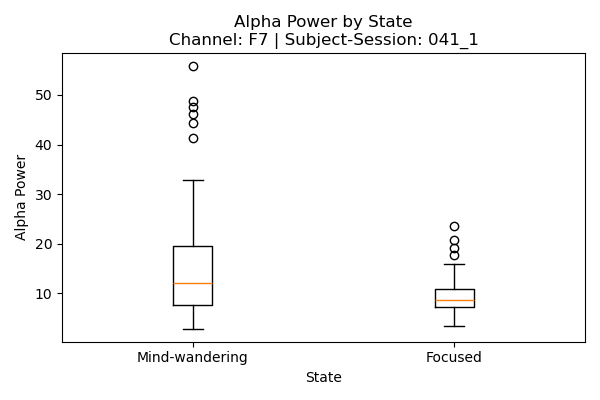 Alpha Power by State
Channel: F7 | Subject-Session: 041_1
Alpha Power
50
40
30
20
10
Mind-wandering
Focused
State